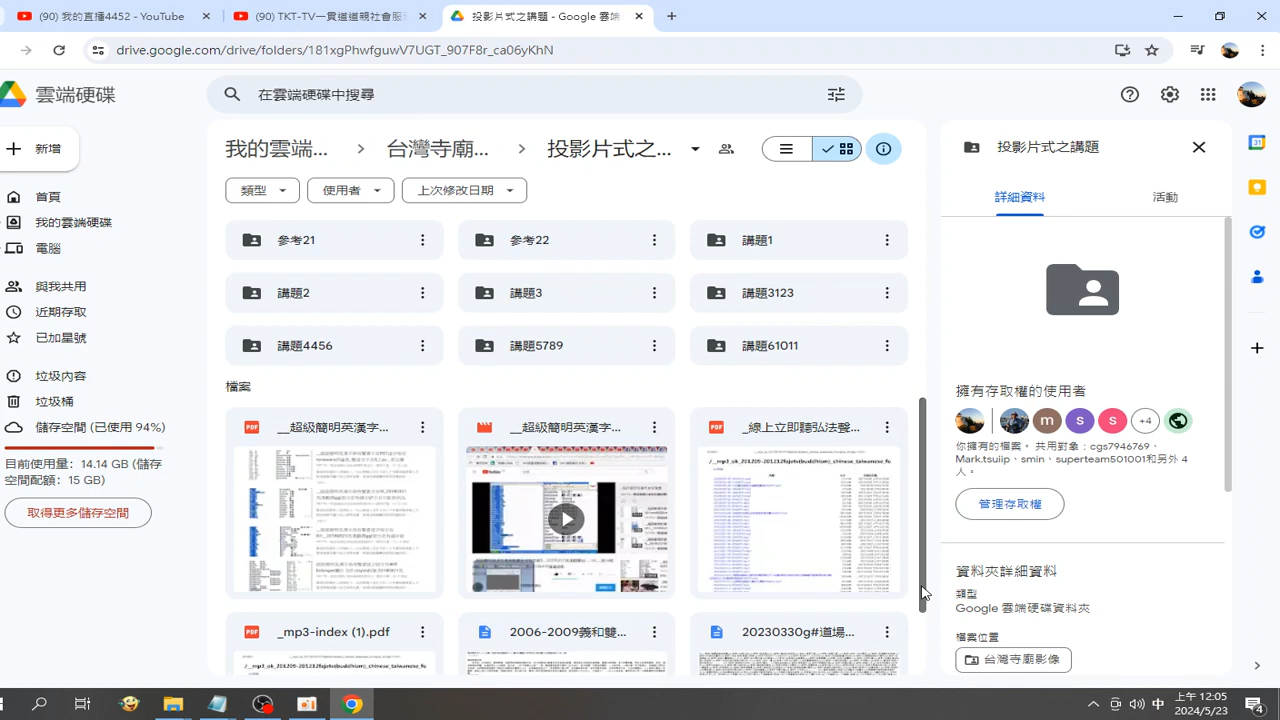 (90) 我的直播4452 - YouTube
(90) TKT-TV一貫道道親社會服
投影片式之講題 - Google 雲端
drive.google.com/drive/folders/181xgPhwfguwV7UGT_907F8r_ca06yKhN
雲端硬碟
在雲端硬碟中搜尋
新增
我的雲端...
台灣寺廟...
投影片式之...
投影片式之講題
類型
使用者
上次修改日期
詳細資料
活動
首頁
我的雲端硬碟
電腦
與我共用
近期存取
已加星號
垃圾內容
垃圾桶
儲存空間 (已使用 94%)
目前使用量：14.14 GB (儲存
空間配額：15 GB)
取得更多儲存空間
參考21
參考22
講題1
講題2
講題3
講題3123
講題4456
講題5789
講題61011
檔案
PDF
__超級簡明英漢字...
__超級簡明英漢字...
PDF
_線上立即聽弘法聲...
PDF
_mp3-index (1).pdf
2006-2009義和雙...
20230330g#道場...
擁有存取權的使用者
m
s
s
+4
你擁有的檔案。 共用對象：
Mark.tsulip、smin、superteam501001和另外 4
人。
管理存取權
資料夾詳細資料
類型
Google 雲端硬碟資料夾
檔案位置
台灣寺廟影像
31
中
上午 12:05
2024/5/23
4